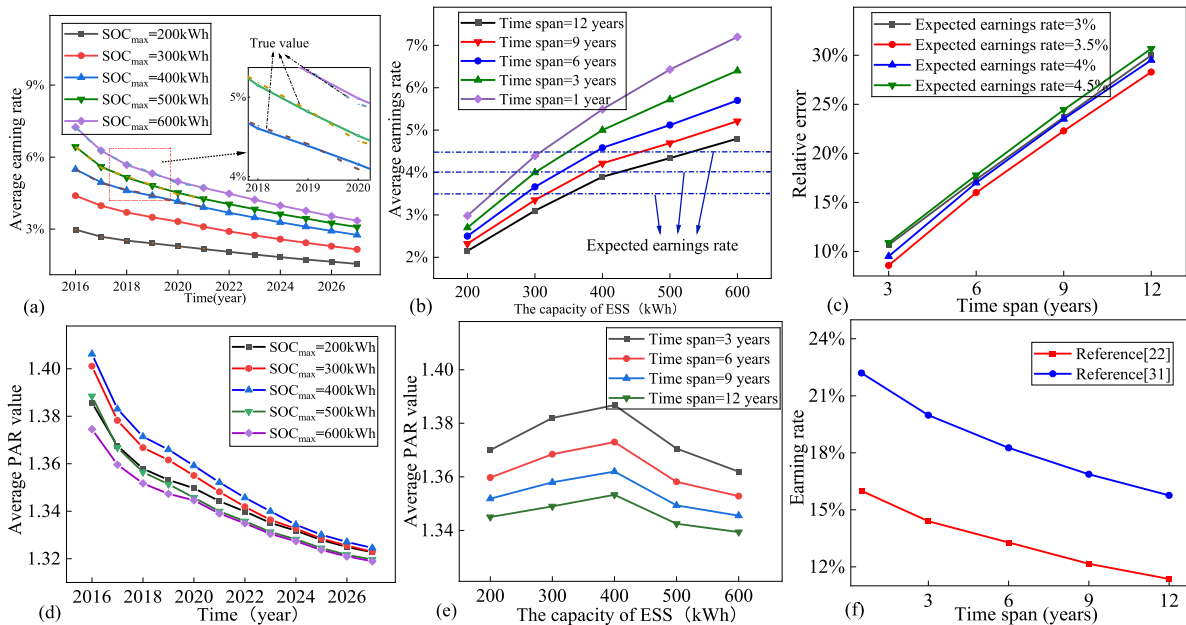 SOCmax=200kWh
SOCmax=300kWh
SOCmax=400kWh
SOCmax=500kWh
SOCmax=600kWh
True value
5%
4%
2018 2019 2020
9%
6%
3%
Average earning rate
2016 2018 2020 2022 2024 2026
Time(year)
(a)
Time span=12 years
Time span=9 years
Time span=6 years
Time span=3 years
Time span=1 year
7%
6%
5%
4%
3%
2%
Average earning rate
Expected earnings rate
200 300 400 500 600
The capacity of ESS（kWh）
(b)
Expected earnings rate=3%
Expected earnings rate=3.5%
Expected earnings rate=4%
Expected earnings rate=4.5%
30%
25%
20%
15%
10%
Relative error
3 6 9 12
Time span (years)
(c)
SOCmax=200kWh
SOCmax=300kWh
SOCmax=400kWh
SOCmax=500kWh
SOCmax=600kWh
1.40
1.38
1.36
1.34
1.32
Average PAR value
2016 2018 2020 2022 2024 2026
Time（year）
(d)
Time span=3 years
Time span=6 years
Time span=9 years
Time span=12 years
1.40
1.38
1.36
1.34
Average PAR value
200 300 400 500 600
The capacity of ESS（kWh）
(e)
Reference[22]
Reference[31]
24%
21%
18%
15%
12%
Earning rate
3 6 9 12
Time span (years)
(f)